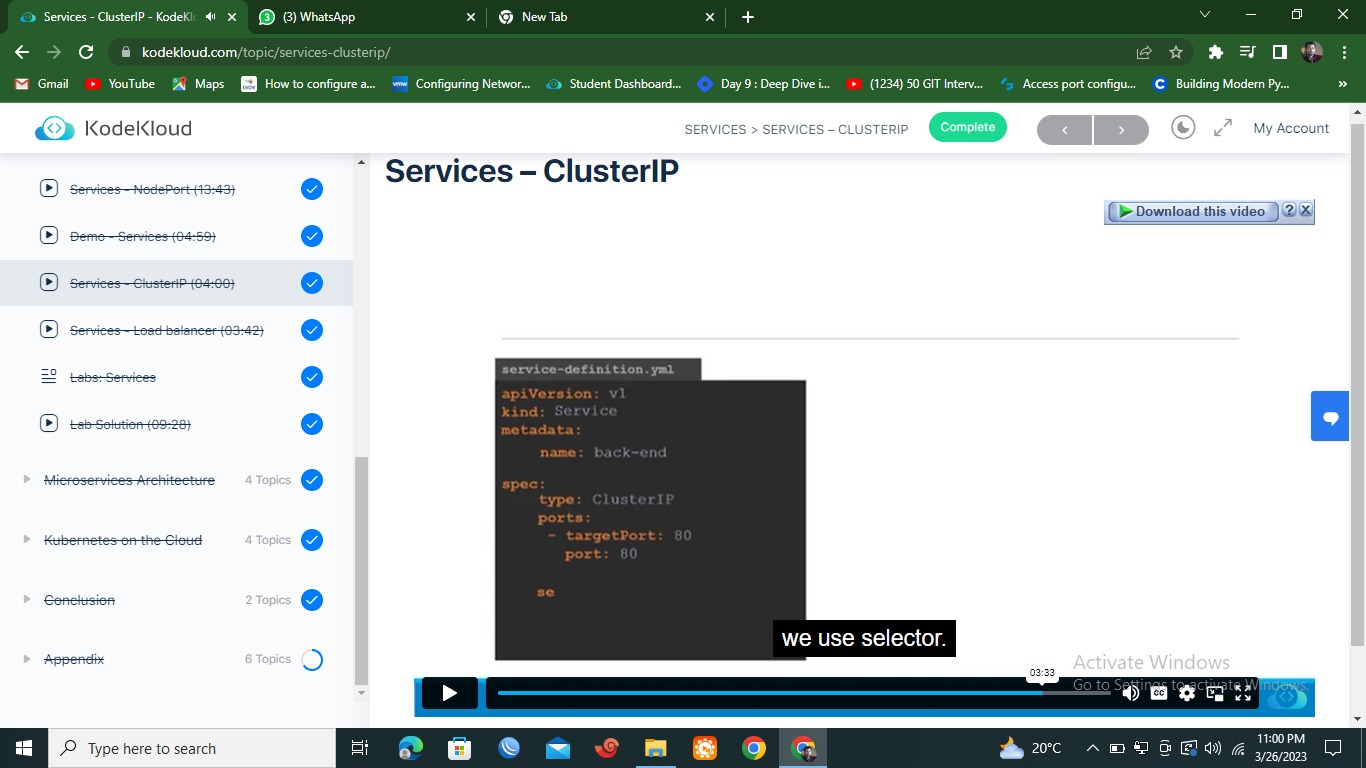 Services - ClusterIP - KodeKlo
(3) WhatsApp
New Tab
kodekloud.com/topic/services-clusterip/
Gmail
YouTube
Maps
How to configure a...
Configuring Networ...
Student Dashboard...
Day 9 : Deep Dive i...
(1234) 50 GIT Interv...
Access port configu...
Building Modern Py...
»
KodeKloud
SERVICES > SERVICES – CLUSTERIP
Complete
My Account
Services - NodePort (13:43)
Demo - Services (04:59)
Services - ClusterIP (04:00)
Services - Load balancer (03:42)
Labs: Services
Lab Solution (09:28)
Microservices Architecture 4 Topics
Kubernetes on the Cloud 4 Topics
Conclusion 2 Topics
Appendix 6 Topics
Services – ClusterIP
Download this video ? X
service-definition.yml
apiVersion: v1
kind: Service
metadata:
name: back-end
spec:
type: ClusterIP
ports:
- targetPort: 80
port: 80
se
we use selector.
03:33
CC
Activate Windows
Go to Settings to activate Windows.
Type here to search
20°C
11:00 PM
3/26/2023